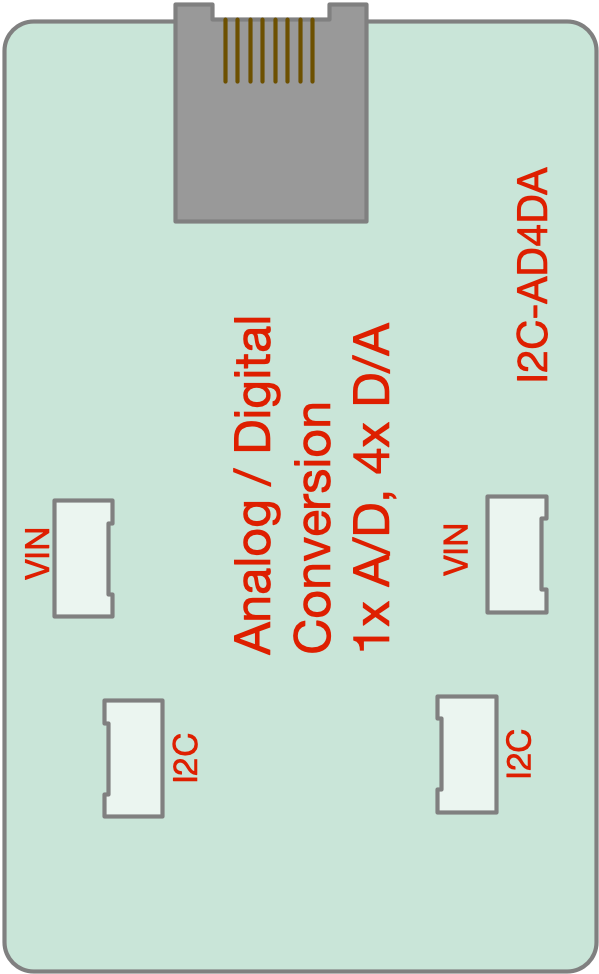 I2C-AD4DA
Analog / Digital
Conversion
1x A/D, 4x D/A
VIN
VIN
I2C
I2C